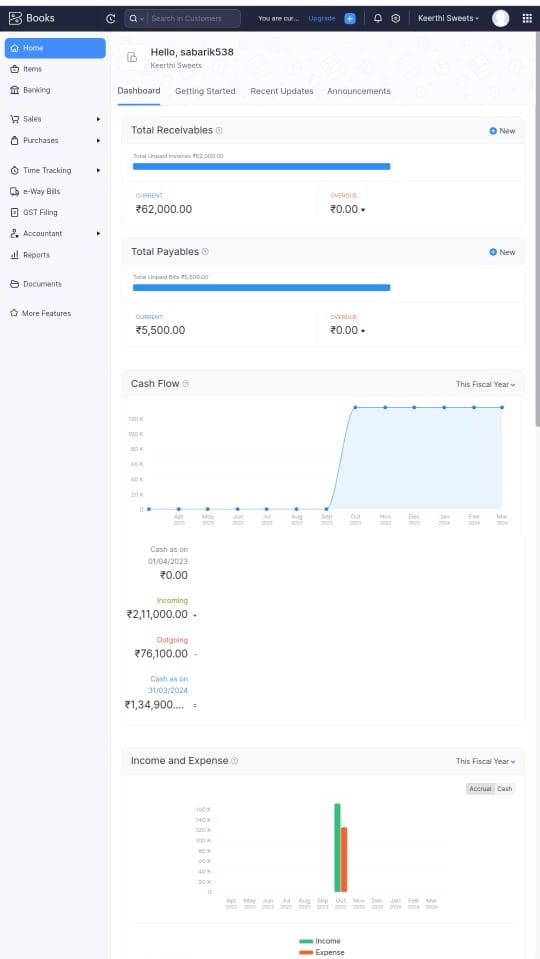 Books
Search in Customers
You are cur...
Upgrade
Keerthi Sweets
Home
Items
Banking
Sales
Purchases
Time Tracking
e-Way Bills
GST Filing
Accountant
Reports
Documents
More Features
Hello, sabarik538
Keerthi Sweets
Dashboard Getting Started Recent Updates Announcements
Total Receivables
New
Total Unpaid Invoices ₹62,000.00
CURRENT
₹62,000.00
OVERDUE
₹0.00
Total Payables
New
Total Unpaid Bills ₹5,500.00
CURRENT
₹5,500.00
OVERDUE
₹0.00
Cash Flow
This Fiscal Year
120 K
100 K
80 K
60 K
40 K
20 K
0
Apr May Jun Jul Aug Sep Oct Nov Dec Jan Feb Mar
2023 2023 2023 2023 2023 2023 2023 2023 2023 2024 2024 2024
Cash as on
01/04/2023
₹0.00
Incoming
₹2,11,000.00 +
Outgoing
₹76,100.00 -
Cash as on
31/03/2024
₹1,34,900.... =
Income and Expense
This Fiscal Year
Accrual Cash
160 K
140 K
120 K
100 K
80 K
60 K
40 K
20 K
0
Apr May Jun Jul Aug Sep Oct Nov Dec Jan Feb Mar
2023 2023 2023 2023 2023 2023 2023 2023 2023 2024 2024 2024
Income
Expense